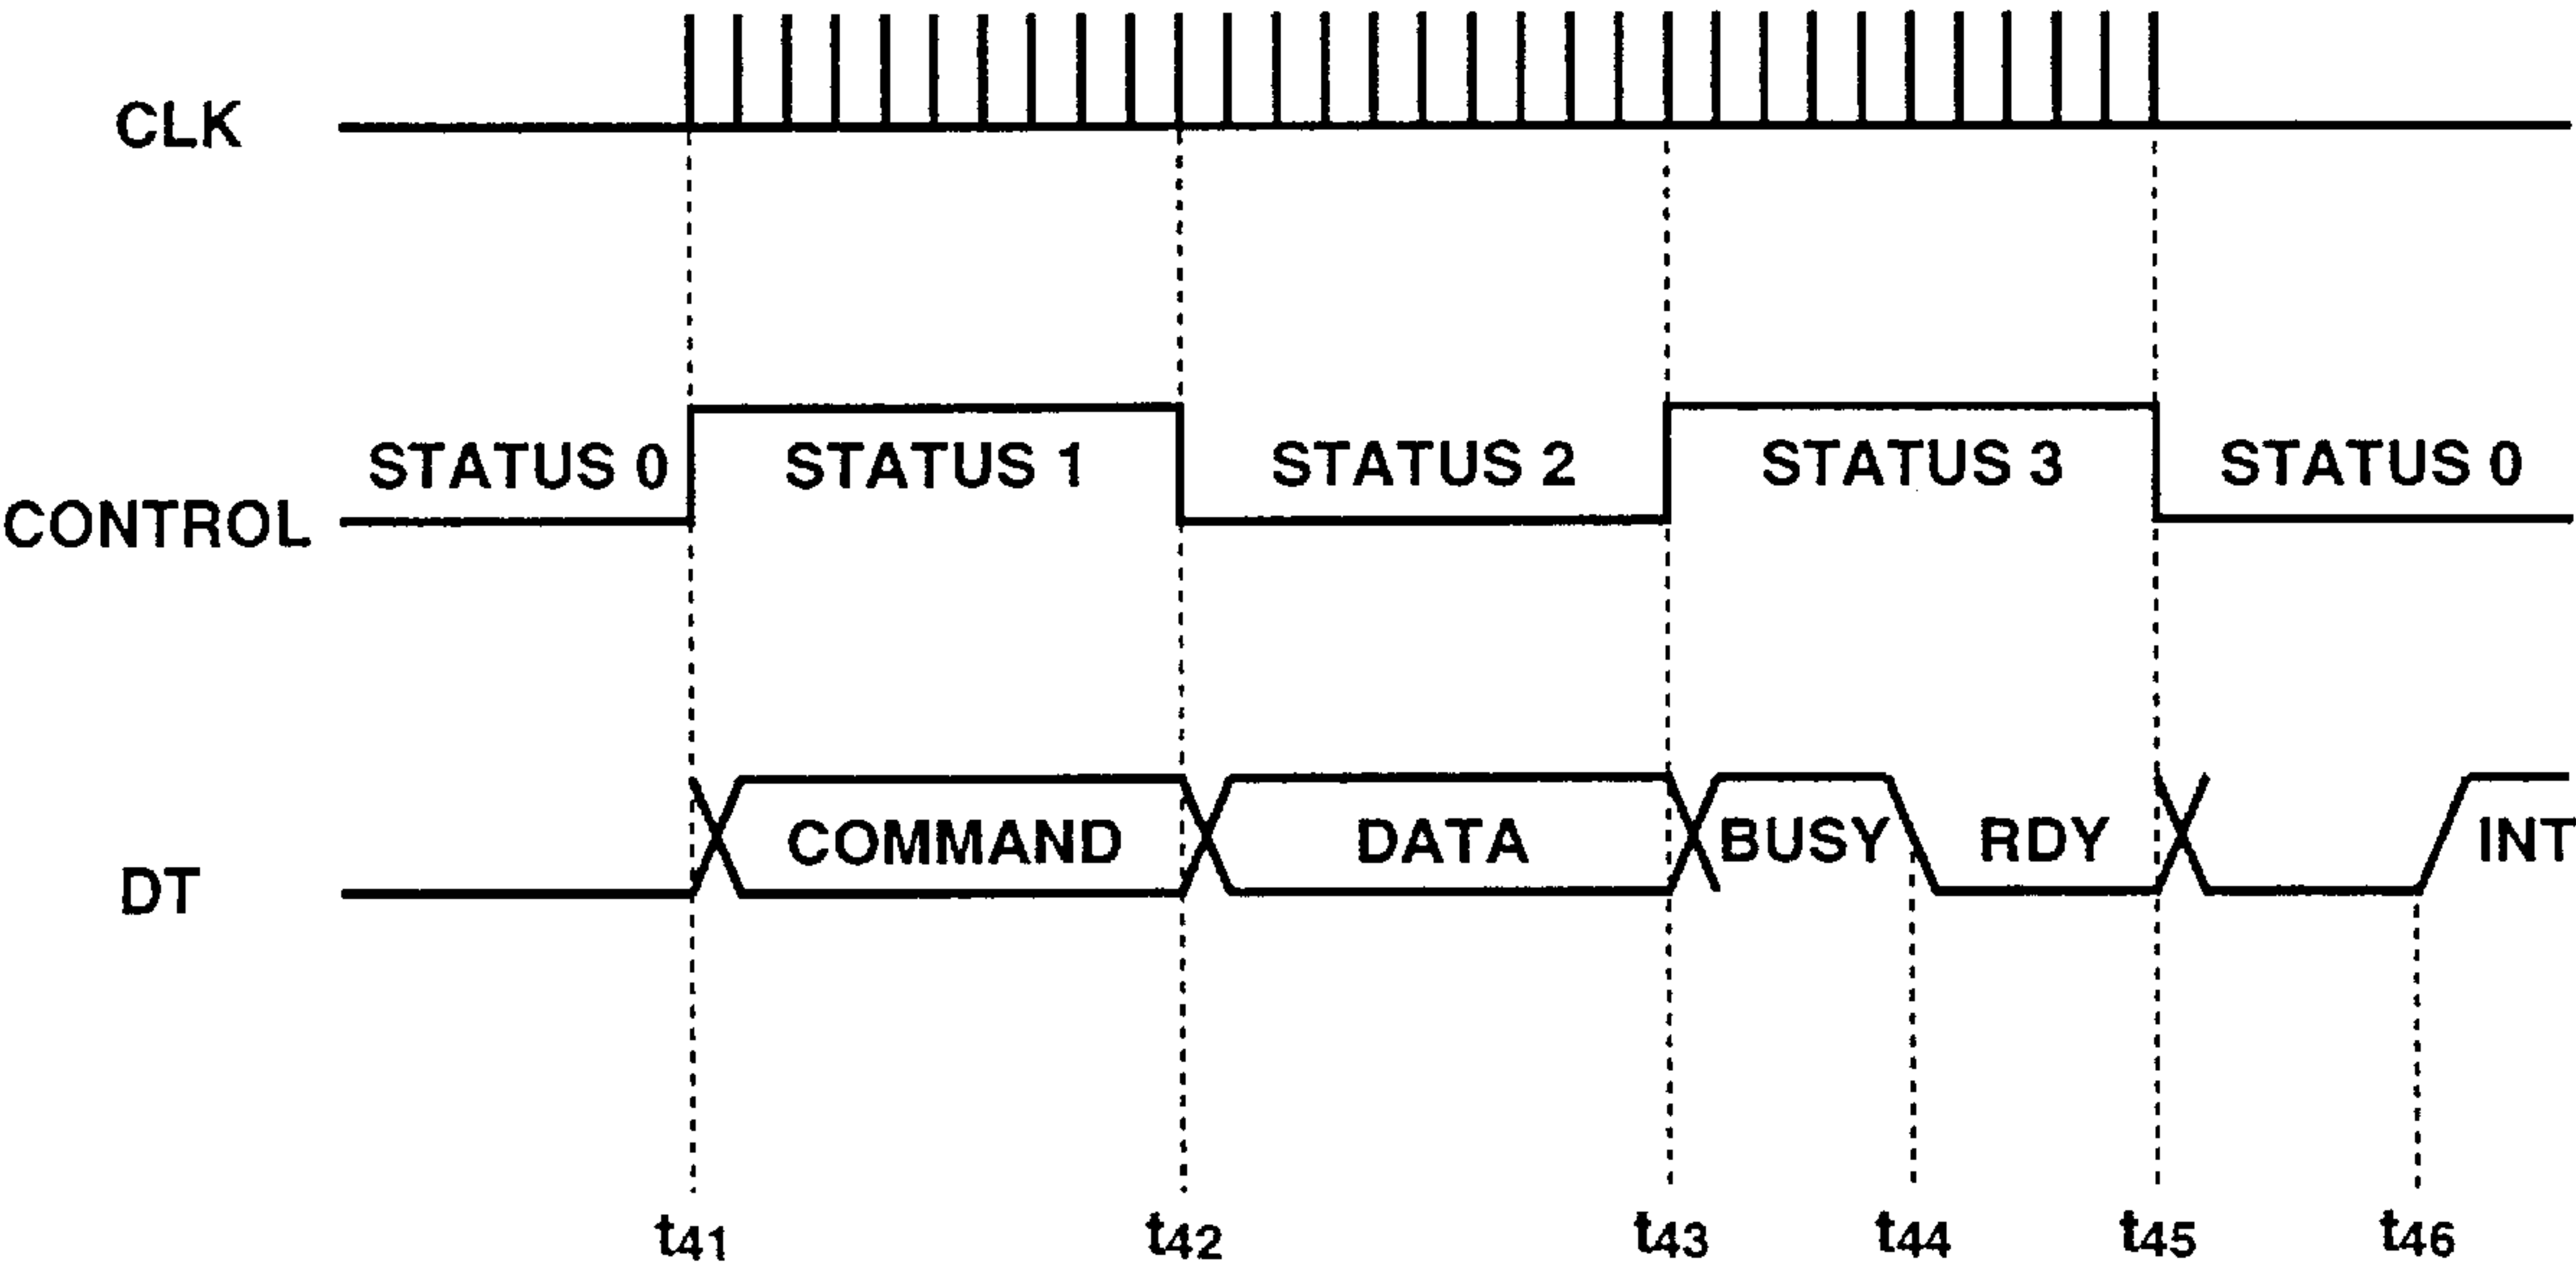 CLK
STATUS 0 STATUS 1 STATUS 2 STATUS 3 STATUS 0
CONTROL
COMMAND DATA BUSY RDY INT
DT
t41 t42 t43 t44 t45 t46